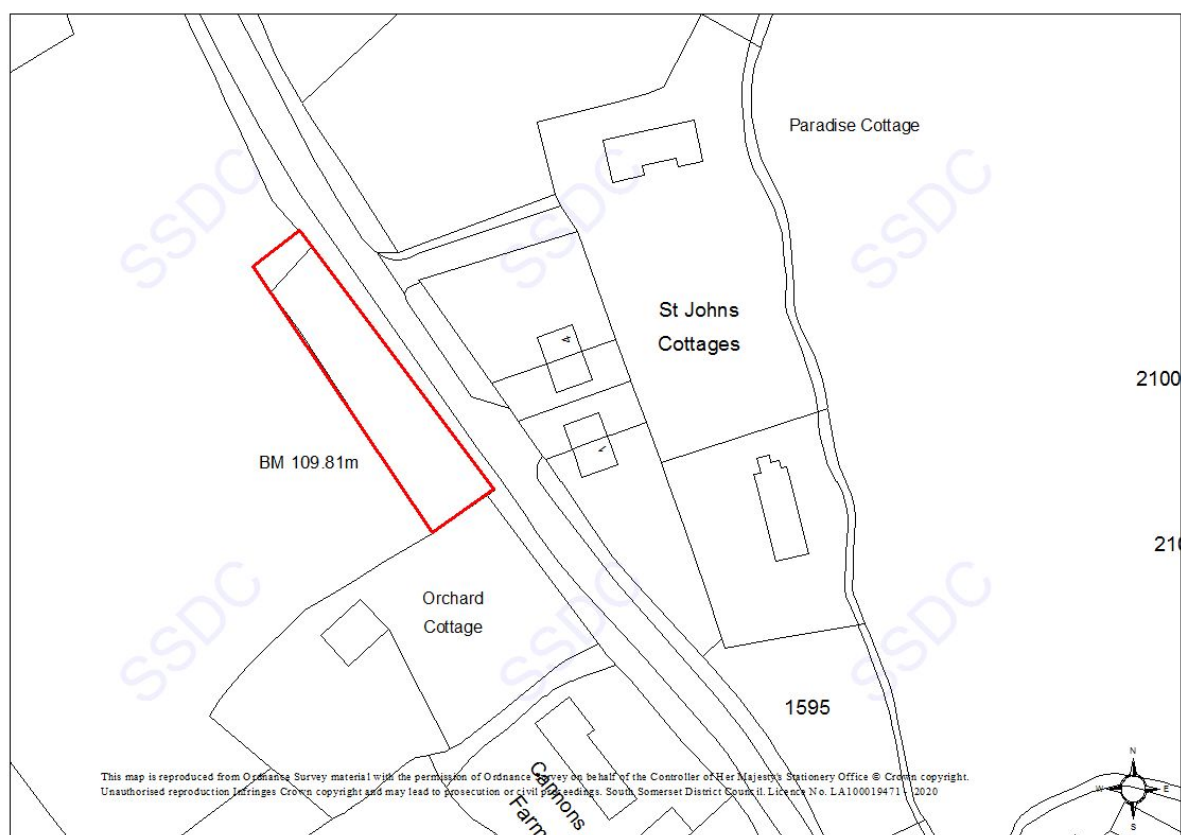 Paradise Cottage
SSDC
SSDC
SSDC
St Johns
Cottages
4
2100
1
BM 109.81m
210
Orchard
Cottage
SSDC
SSDC
SSDC
1595
Cannons
Farm
N
W E
S
This map is reproduced from Ordnance Survey material with the permission of Ordnance Survey on behalf of the Controller of Her Majesty's Stationery Office © Crown copyright.
Unauthorised reproduction infringes Crown copyright and may lead to prosecution or civil proceedings. South Somerset District Council. Licence No. LA100019471 - 2020